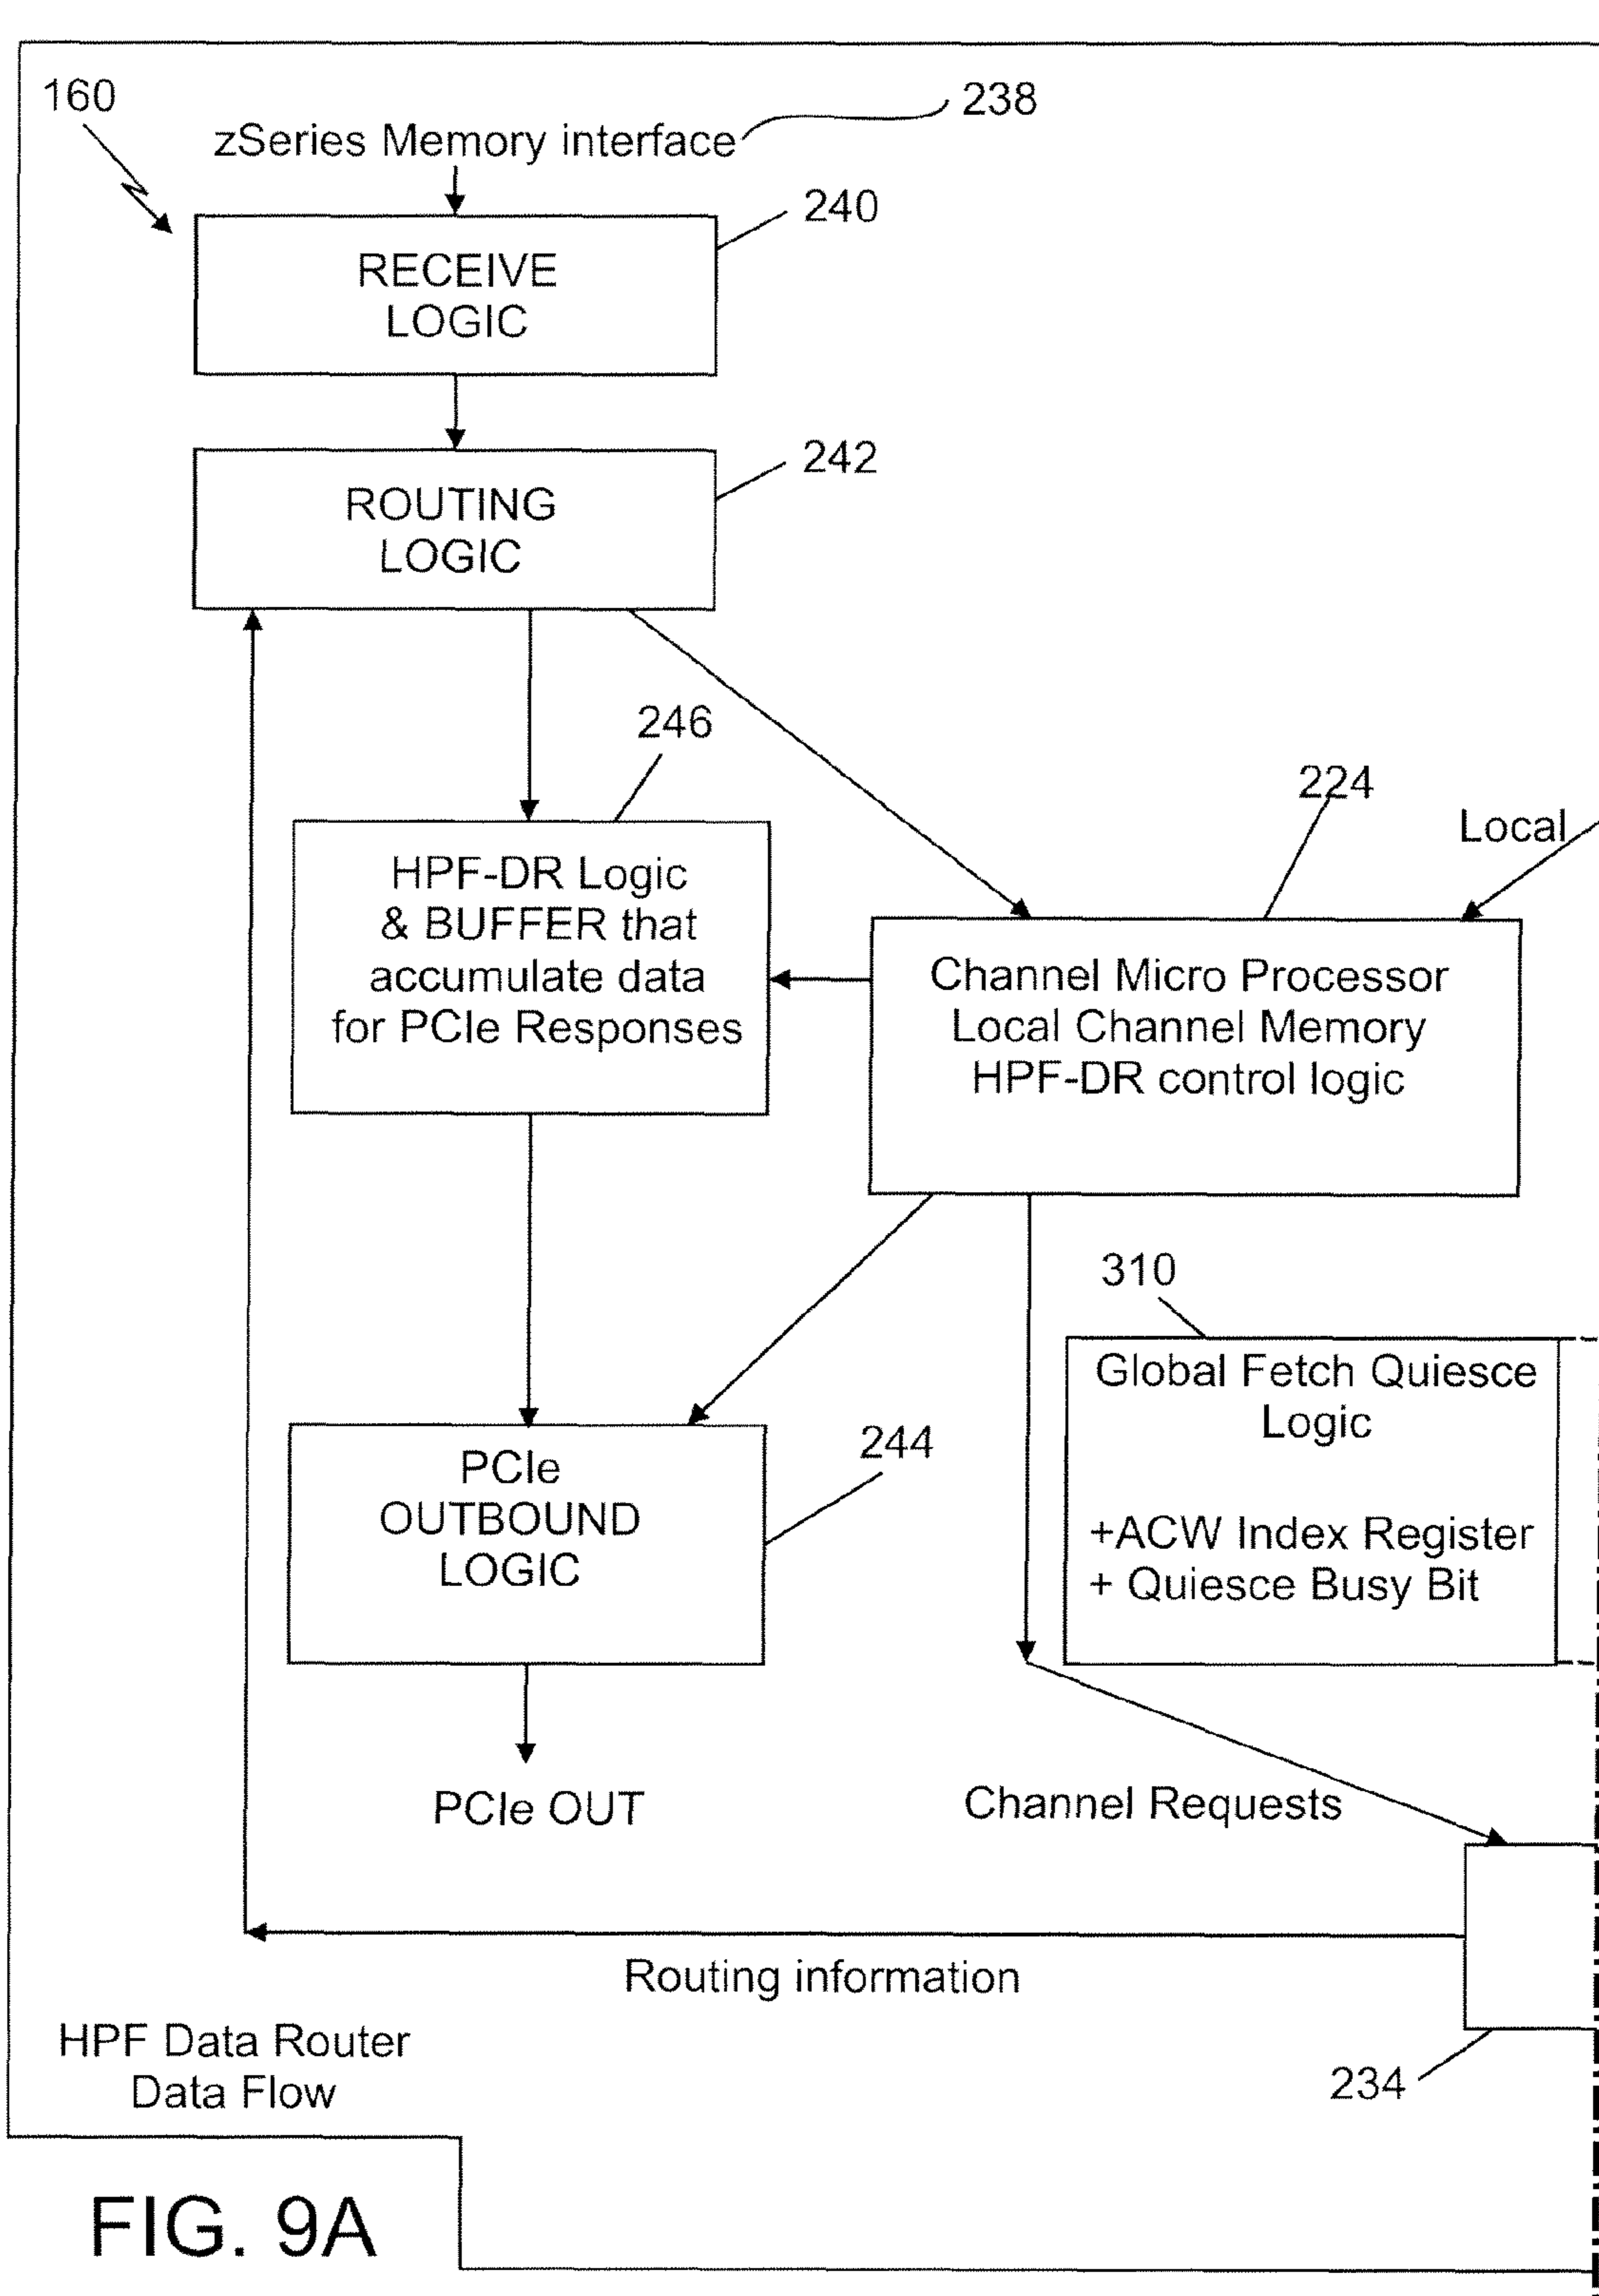 160
zSeries Memory interface
238
RECEIVE
LOGIC
240
ROUTING
LOGIC
242
246
HPF-DR Logic
& BUFFER that
accumulate data
for PCIe Responses
224
Local
Channel Micro Processor
Local Channel Memory
HPF-DR control logic
310
Global Fetch Quiesce
Logic
+ACW Index Register
+ Quiesce Busy Bit
PCIe
OUTBOUND
LOGIC
244
PCIe OUT
Channel Requests
Routing information
234
HPF Data Router
Data Flow
FIG. 9A